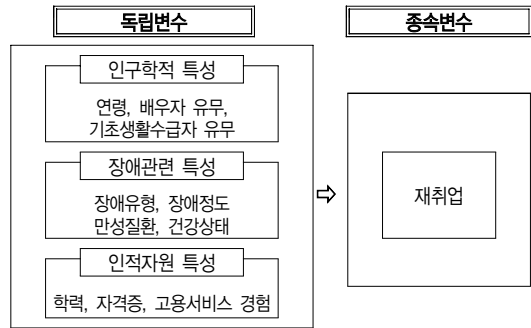 독립변수
종속변수
인구학적 특성
연령, 배우자 유무,
기초생활수급자 유무
장애관련 특성
장애유형, 장애정도
만성질환, 건강상태
인적자원 특성
학력, 자격증, 고용서비스 경험
⇨
재취업